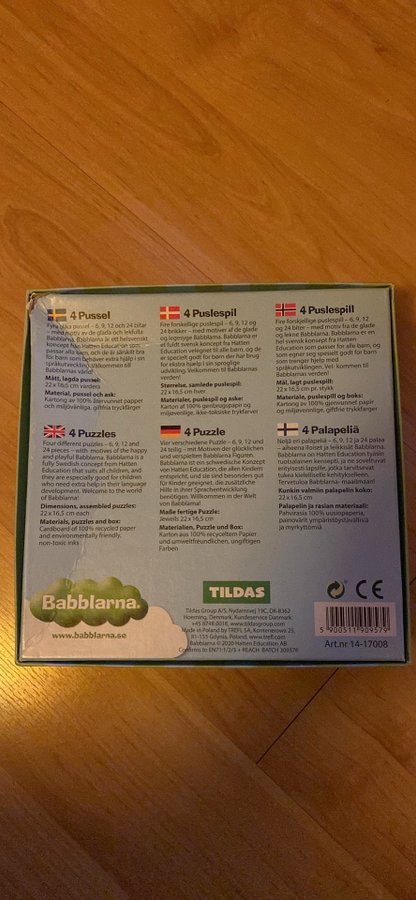 4 Pussel
Fyra olika pussel – 6, 9, 12 och 24 bitar
– med motiv av de glada och lekfulla
Babblarna. Babblarna är ett helsvenskt
koncept från Hatten Education som
passar alla barn, och de är särskilt bra
för barn som behöver extra hjälp i sin
språkutveckling. Välkommen till
Babblarnas värld!
Mått, lagda pussel:
22 x 16,5 cm vardera
Material, pussel och ask:
Kartong av 100% återvunnet papper
och miljövänliga, giftfria tryckfärger
4 Puslespil
Fire forskellige puslespil – 6, 9, 12 og
24 brikker – med motiver af de glade
og legesyge Babblarna. Babblarna er
et fuldt svensk koncept fra Hatten
Education velegnet til alle børn, og de
er specielt godt for børn der har brug
for ekstra hjælp i sin sproglige
udvikling. Velkommen til Babblarnas
verden!
Størrelse, samlede puslespil:
22 x 16,5 cm hver
Materialer, puslespil og æske:
Karton af 100% genbrugspapir og
miljøvenlige, ikke-toksiske trykfarver
4 Puslespill
Fire forskjellige puslespill – 6, 9, 12
og 24 biter – med motiv fra de glade
og lekne Babblarna. Babblarna er en
hel svensk konsept fra Hatten
Education som passer for alle barn, og
som egner seg spesielt godt for barn
som trenger hjelp med
språkutvikling. Vel- kommen til
Babblarnas verden!
Mål, lagt puslespill:
22 x 16,5 cm pr. stykk
Materiale, puslespill og boks:
Kartong av 100% gjenvunnet papir
og miljøvennlige, giftfrie trykkfarger
4 Puzzles
Four different puzzles – 6, 9, 12 and
24 pieces – with motives of the happy
and playful Babblarna. Babblarna is a
fully Swedish concept from Hatten
Education that suits all children, and
they are especially good for children
who need extra help in their language
development. Welcome to the world
of Babblarna!
Dimensions, assembled puzzles:
22 x 16,5 cm each
Materials, puzzles and box:
Cardboard of 100% recycled paper
and environmentally friendly,
non-toxic inks
4 Puzzle
Vier verschiedene Puzzle – 6, 9, 12 und
24 teilig – mit Motiven der glücklichen
und verspielten Babblarna Figuren.
Babblarna ist ein schwedische Konzept
von Hatten Education, die allen Kindern
entsprechen, und sind besonders gut
für Kinder geeignet, die zusätzliche
Hilfe in ihrer Sprachentwicklung
benötigen. Willkommen in der Welt
von Babblarna!
Maße fertige Puzzle:
Jeweils 22 x 16,5 cm
Materialien, Puzzle und Box:
Karton aus 100% recyceltem Papier
und umweltfreundlichen, ungiftigen
Farben
4 Palapeliä
Neljä eri palapeliä – 6, 9, 12 ja 24 palaa
– aiheena iloiset ja leikkisät Babblarna.
Babblarna on Hatten Education täysin
ruotsalainen konsepti, ja ne soveltuvat
erityisesti lapsille, jotka tarvitsevat
lisätukea kielelliselle kehitykselleen.
Tervetuloa Babblarna- maailmaan!
Kunkin valmiin palapelin koko:
22 x 16,5 cm
Palapelin ja rasian materiaali:
Pahvirasia 100% uusiopaperia,
painovärit ympäristöystävällisiä
ja myrkyttömiä
Babblarna.
www.babblarna.se
TILDAS
Tildas Group A/S, Nydamsvej 19C, DK-8362
Hoerning, Denmark. Kundeservice Danmark:
+45 8748 0018, www.tildasgroup.com
Made in Poland by TREFL SA, Kontenerowa 25,
81-155 Gdynia, Poland, www.trefl.com
Babblarna © 2020 Hatten Education AB
Conforms to EN71:1/2/3 + REACH BATCH 309579
CE
5 900511 909579
Art.nr 14-17008